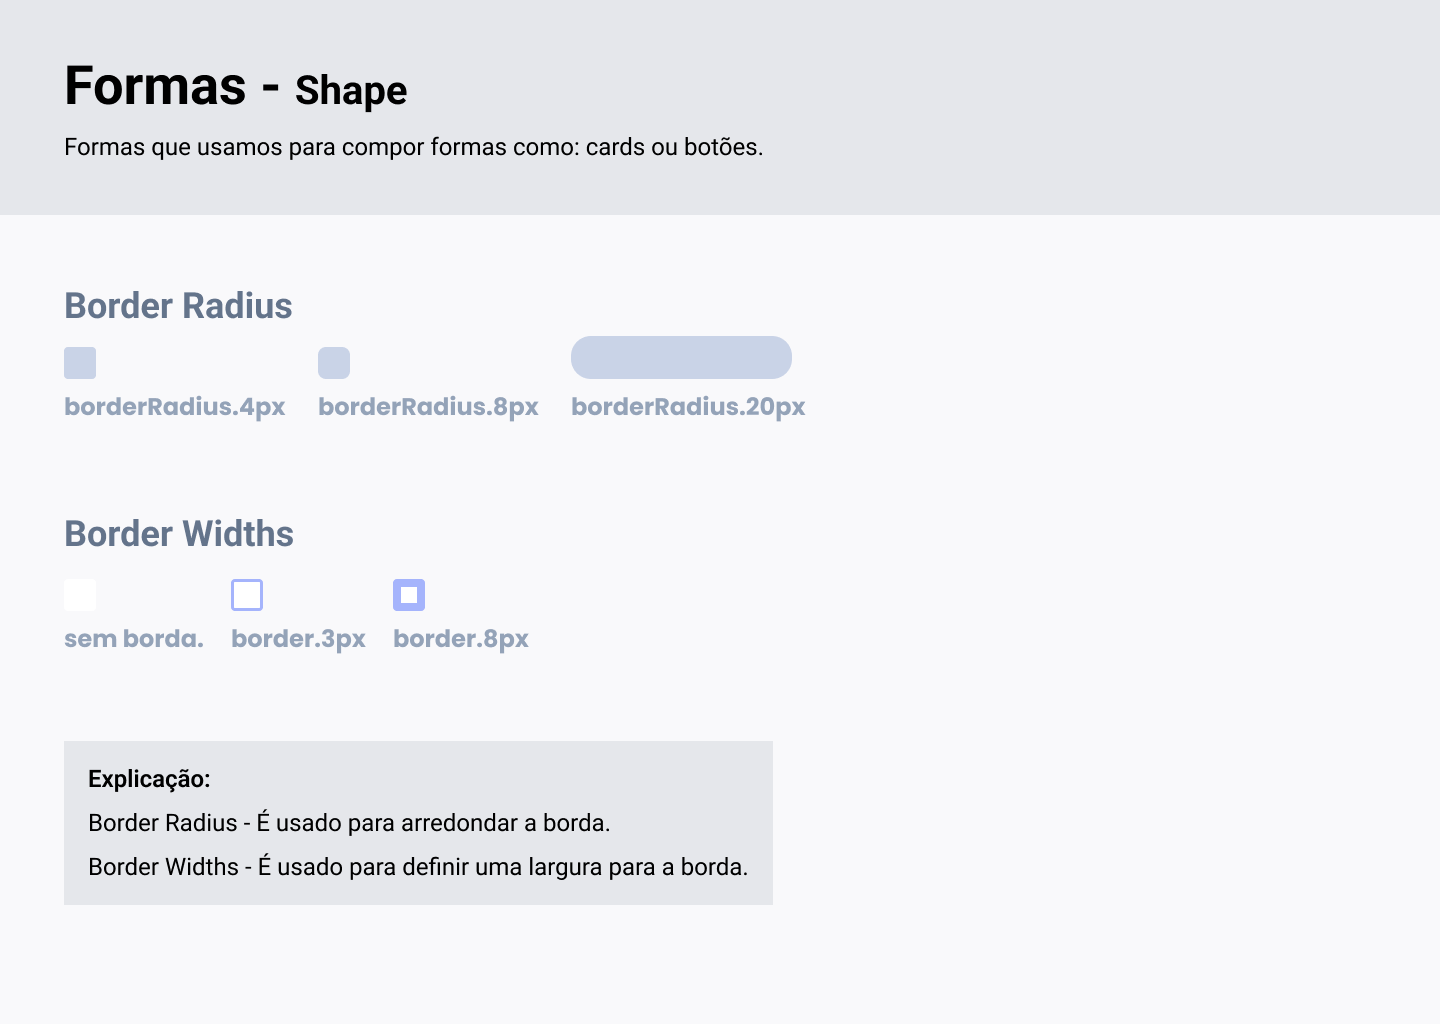 Formas - Shape
Formas que usamos para compor formas como: cards ou botões.
Border Radius
borderRadius.4px borderRadius.8px borderRadius.20px
Border Widths
sem borda. border.3px border.8px
Explicação:
Border Radius - É usado para arredondar a borda.
Border Widths - É usado para definir uma largura para a borda.